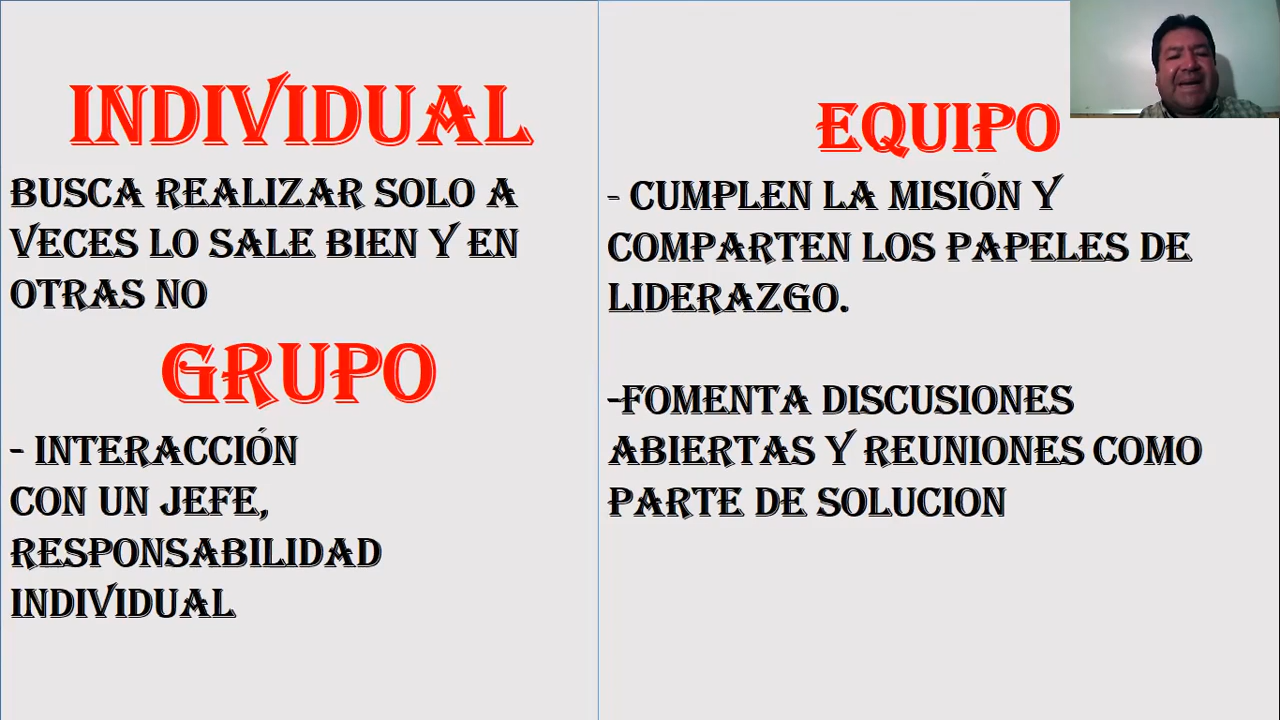 INDIVIDUAL
BUSCA REALIZAR SOLO A
VECES LO SALE BIEN Y EN
OTRAS NO
GRUPO
- INTERACCIÓN
CON UN JEFE,
RESPONSABILIDAD
INDIVIDUAL
EQUIPO
- CUMPLEN LA MISIÓN Y
COMPARTEN LOS PAPELES DE
LIDERAZGO.
-FOMENTA DISCUSIONES
ABIERTAS Y REUNIONES COMO
PARTE DE SOLUCION